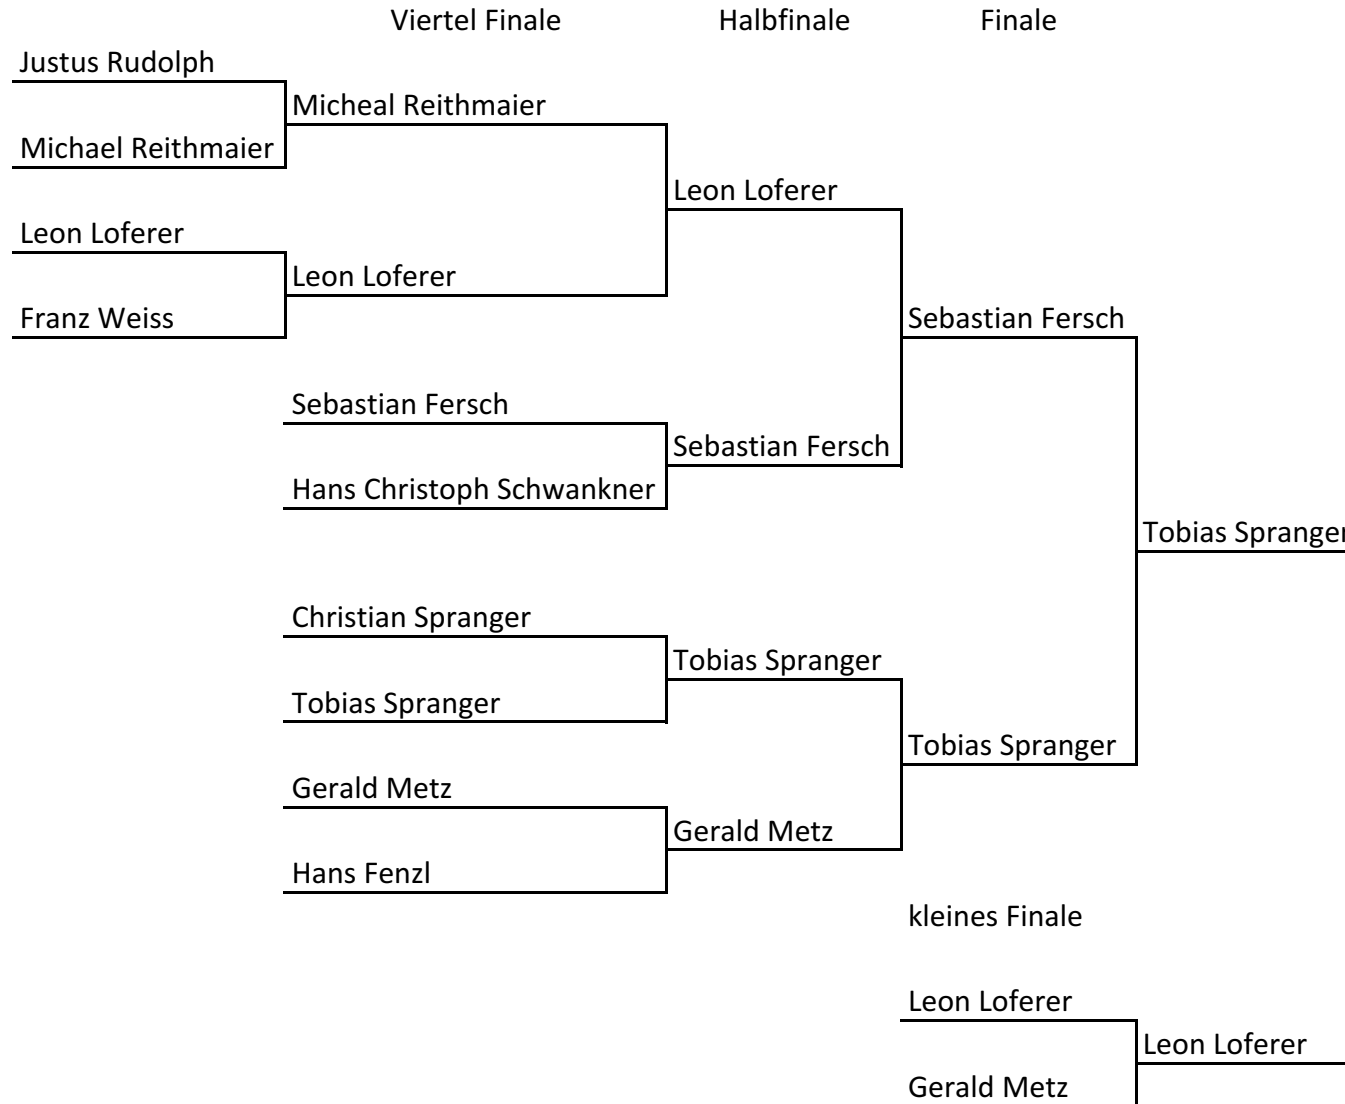 Viertel Finale Halbfinale Finale
Justus Rudolph
Micheal Reithmaier
Michael Reithmaier
Leon Loferer
Leon Loferer
Leon Loferer
Franz Weiss
Sebastian Fersch
Sebastian Fersch
Sebastian Fersch
Hans Christoph Schwankner
Tobias Spranger
Christian Spranger
Tobias Spranger
Tobias Spranger
Tobias Spranger
Gerald Metz
Gerald Metz
Hans Fenzl
kleines Finale
Leon Loferer
Leon Loferer
Gerald Metz